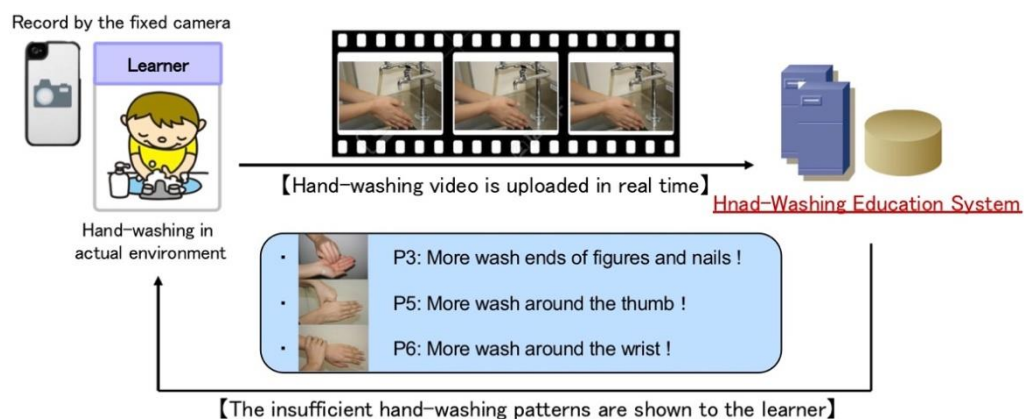 Record by the fixed camera
Learner
Hand-washing in
actual environment
【Hand-washing video is uploaded in real time】
Hnad-Washing Education System
・ P3: More wash ends of figures and nails !
・ P5: More wash around the thumb !
・ P6: More wash around the wrist !
【The insufficient hand-washing patterns are shown to the learner】